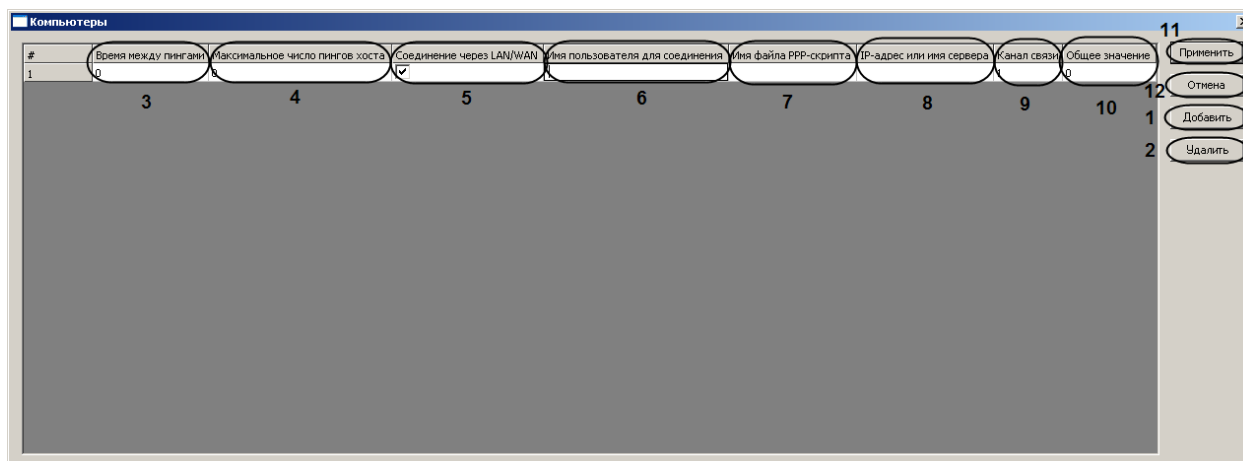 Компьютеры
11
# Время между пингами Максимальное число пингов хоста Соединение через LAN/WAN Имя пользователя для соединения Имя файла PPP-скрипта IP-адрес или имя сервера Канал связи Общее значение Применить
1 0 0 1 0
3 4 5 6 7 8 9 10 12 Отмена
1 Добавить
2 Удалить